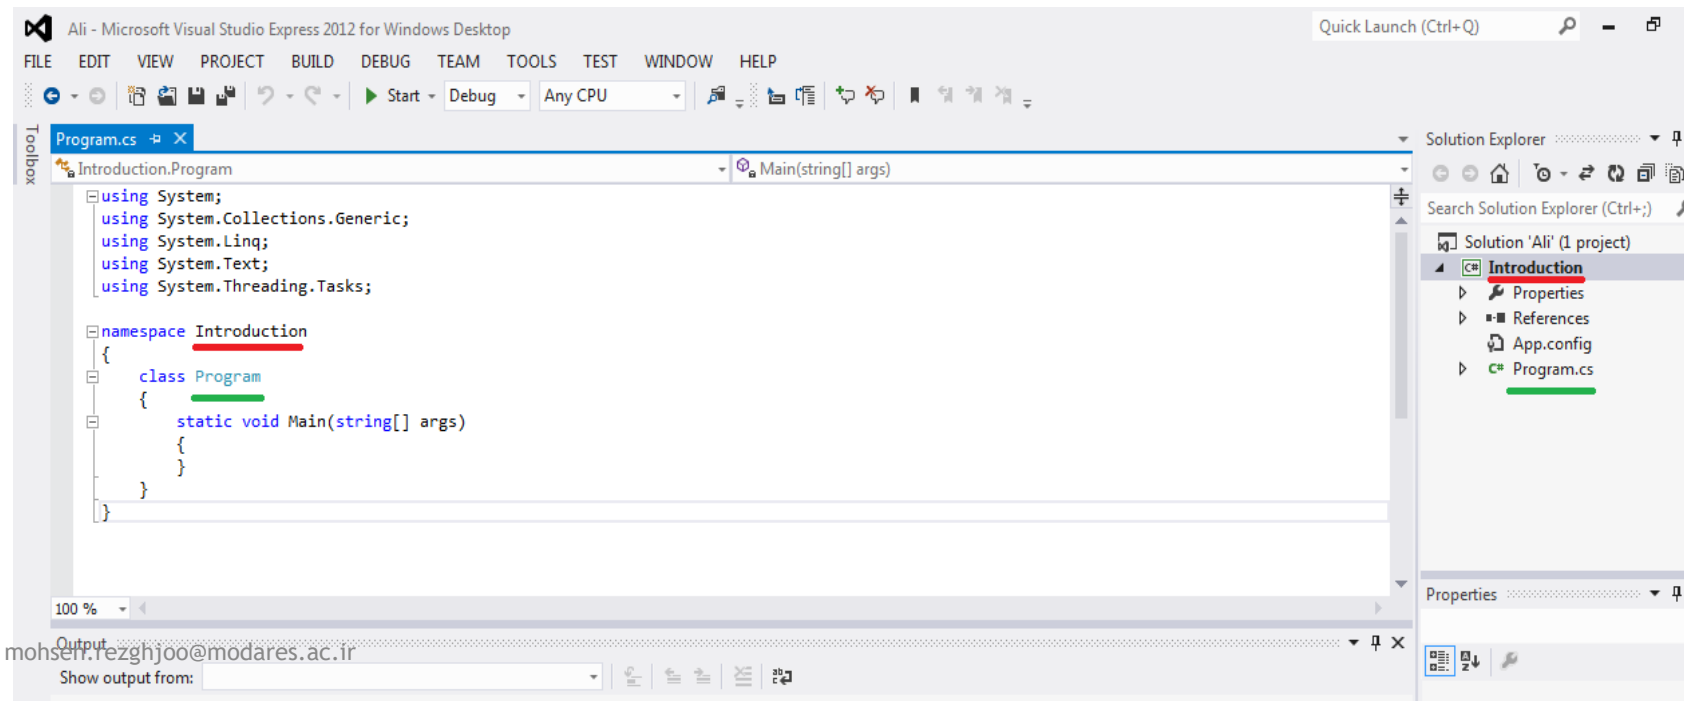 Ali - Microsoft Visual Studio Express 2012 for Windows Desktop
Quick Launch (Ctrl+Q)
FILE EDIT VIEW PROJECT BUILD DEBUG TEAM TOOLS TEST WINDOW HELP
Start Debug Any CPU
Toolbox
Program.cs
Introduction.Program
Main(string[] args)
using System;
using System.Collections.Generic;
using System.Linq;
using System.Text;
using System.Threading.Tasks;
namespace Introduction
{
class Program
{
static void Main(string[] args)
{
}
}
}
100 %
Output
mohsen.rezghjoo@modares.ac.ir
Show output from:
Solution Explorer
Search Solution Explorer (Ctrl+;)
Solution 'Ali' (1 project)
C# Introduction
Properties
References
App.config
C# Program.cs
Properties